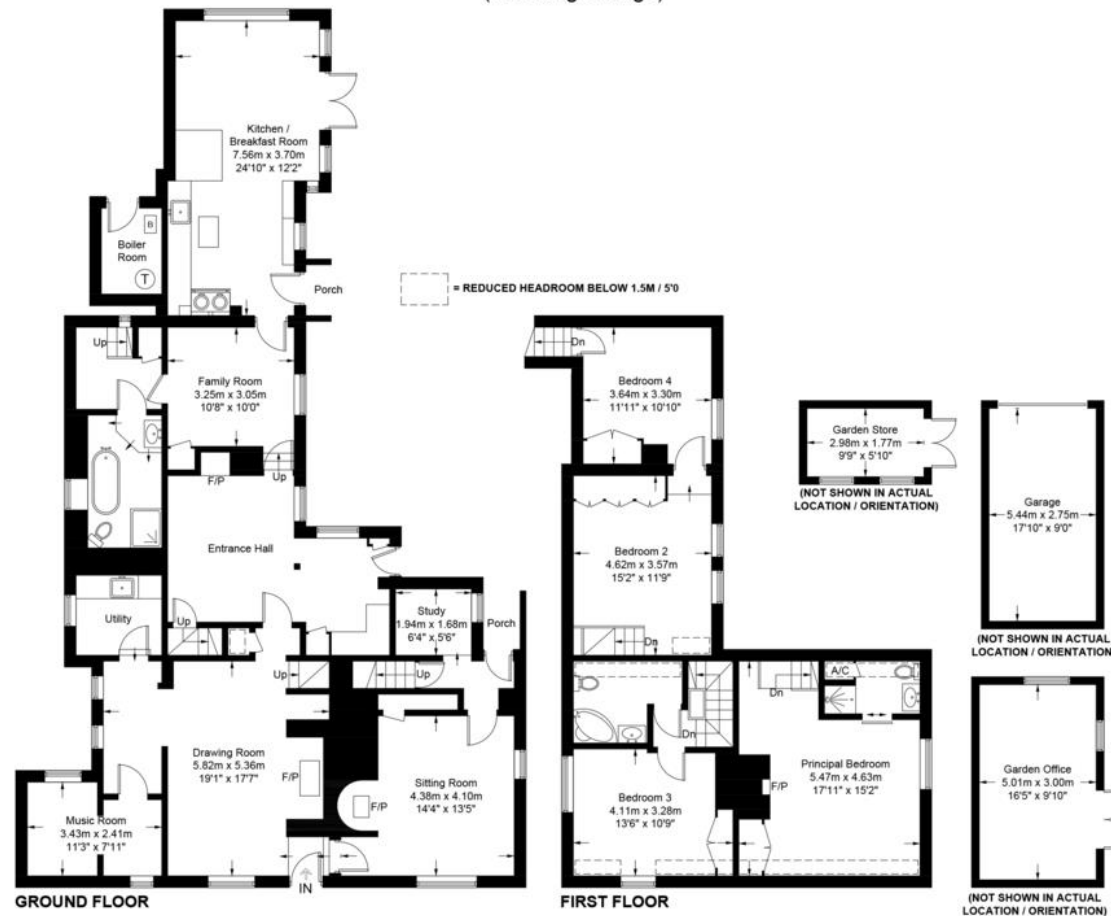 Kitchen /
Breakfast Room
7.56m x 3.70m
24'10" x 12'2"
B
Boiler
Room
T
Porch
= REDUCED HEADROOM BELOW 1.5M / 5'0
Up
Family Room
3.25m x 3.05m
10'8" x 10'0"
F/P
Up
Entrance Hall
Utility
Up
Study
1.94m x 1.68m
6'4" x 5'6"
Porch
Up
Up
Drawing Room
5.82m x 5.36m
19'1" x 17'7"
F/P
Sitting Room
4.38m x 4.10m
14'4" x 13'5"
F/P
Music Room
3.43m x 2.41m
11'3" x 7'11"
IN
GROUND FLOOR
Dn
Bedroom 4
3.64m x 3.30m
11'11" x 10'10"
Bedroom 2
4.62m x 3.57m
15'2" x 11'9"
Dn
Dn
Dn
A/C
Principal Bedroom
5.47m x 4.63m
17'11" x 15'2"
F/P
Bedroom 3
4.11m x 3.28m
13'6" x 10'9"
FIRST FLOOR
Garden Store
2.98m x 1.77m
9'9" x 5'10"
(NOT SHOWN IN ACTUAL
LOCATION / ORIENTATION)
Garage
5.44m x 2.75m
17'10" x 9'0"
(NOT SHOWN IN ACTUAL
LOCATION / ORIENTATION)
Garden Office
5.01m x 3.00m
16'5" x 9'10"
(NOT SHOWN IN ACTUAL
LOCATION / ORIENTATION)